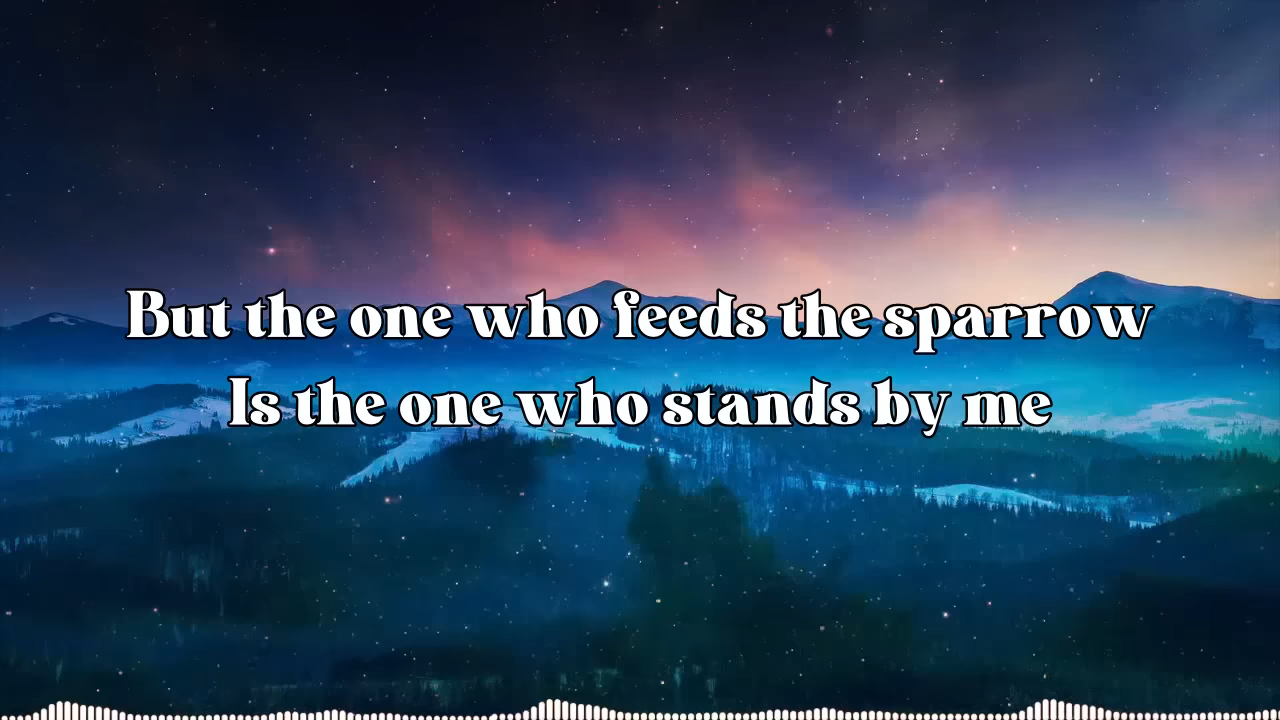 But the one who feeds the sparrow
Is the one who stands by me